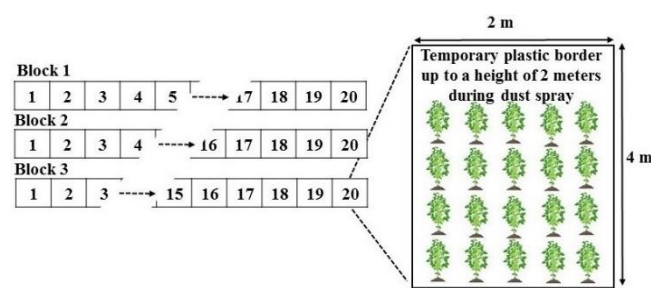 2 m
Temporary plastic border
up to a height of 2 meters
during dust spray
4 m
Block 1
1 2 3 4 5 17 18 19 20
Block 2
1 2 3 4 16 17 18 19 20
Block 3
1 2 3 15 16 17 18 19 20